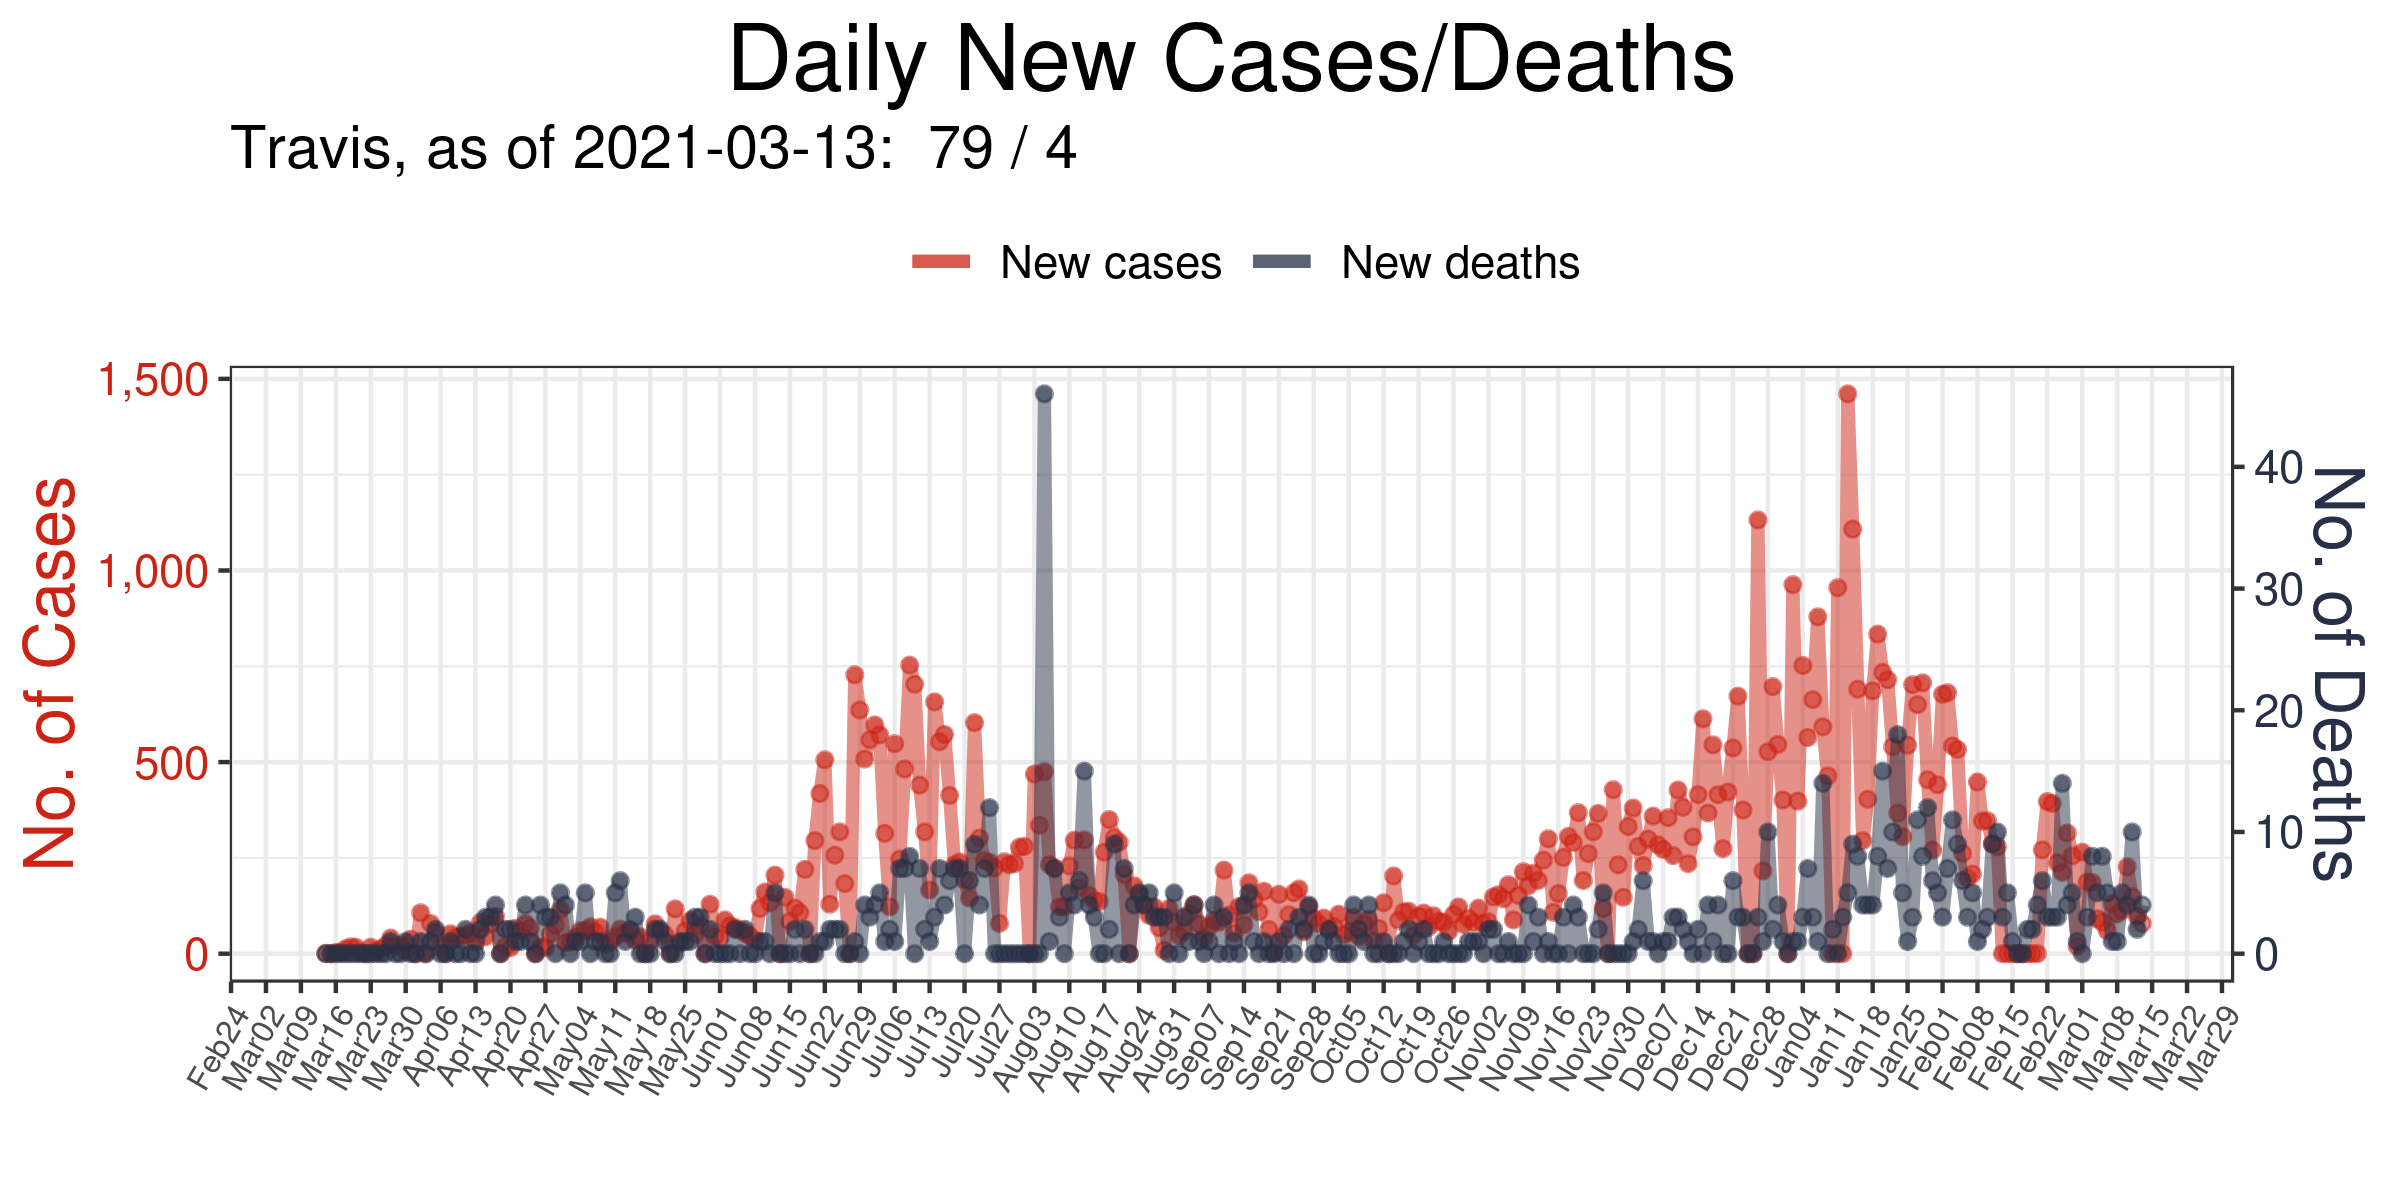 Daily New Cases/Deaths
Travis, as of 2021-03-13:  79 / 4
New cases
New deaths
No. of Cases
1,500
1,000
500
0
40
30
20
10
0
No. of Deaths
Feb24
Mar02
Mar09
Mar16
Mar23
Mar30
Apr06
Apr13
Apr20
Apr27
May04
May11
May18
May25
Jun01
Jun08
Jun15
Jun22
Jun29
Jul06
Jul13
Jul20
Jul27
Aug03
Aug10
Aug17
Aug24
Aug31
Sep07
Sep14
Sep21
Sep28
Oct05
Oct12
Oct19
Oct26
Nov02
Nov09
Nov16
Nov23
Nov30
Dec07
Dec14
Dec21
Dec28
Dec04
Jan11
Jan18
Jan25
Feb01
Feb08
Feb15
Feb22
Mar01
Mar08
Mar15
Mar22
Mar29